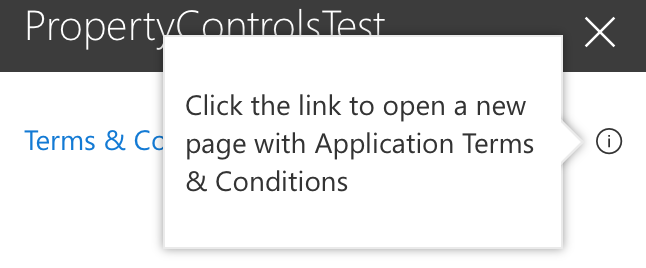 PropertyControlsTest
Click the link to open a new
page with Application Terms
& Conditions
Terms & Co